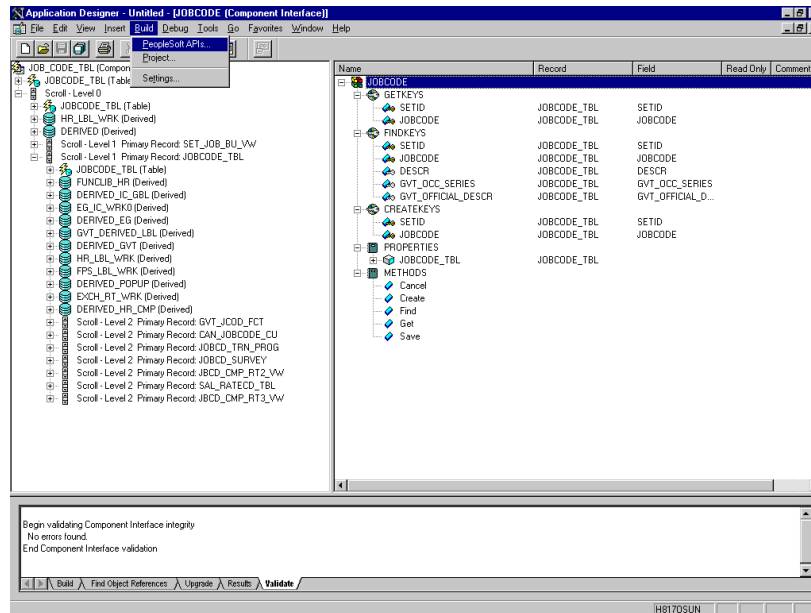 Application Designer - Untitled - [JOBCODE (Component Interface)]
File Edit View Insert Build Debug Tools Go Favorites Window Help
PeopleSoft APIs...
Project...
Settings...
JOB_CODE_TBL (Compon
JOBCODE_TBL (Table
Scroll - Level 0
JOBCODE_TBL (Table)
HR_LBL_WRK (Derived)
DERIVED (Derived)
Scroll - Level 1 Primary Record: SET_JOB_BU_VW
Scroll - Level 1 Primary Record: JOBCODE_TBL
JOBCODE_TBL (Table)
FUNCLIB_HR (Derived)
DERIVED_IC_GBL (Derived)
EG_IC_WRK0 (Derived)
DERIVED_EG (Derived)
GVT_DERIVED_LBL (Derived)
DERIVED_GVT (Derived)
HR_LBL_WRK (Derived)
FPS_LBL_WRK (Derived)
DERIVED_POPUP (Derived)
EXCH_RT_WRK (Derived)
DERIVED_HR_CMP (Derived)
Scroll - Level 2 Primary Record: GVT_JCOD_FCT
Scroll - Level 2 Primary Record: CAN_JOBCODE_CU
Scroll - Level 2 Primary Record: JOBCD_TRN_PROG
Scroll - Level 2 Primary Record: JOBCD_SURVEY
Scroll - Level 2 Primary Record: JBCD_CMP_RT2_VW
Scroll - Level 2 Primary Record: SAL_RATECD_TBL
Scroll - Level 2 Primary Record: JBCD_CMP_RT3_VW
Name Record Field Read Only Comment
JOBCODE
GETKEYS
SETID JOBCODE_TBL SETID
JOBCODE JOBCODE_TBL JOBCODE
FINDKEYS
SETID JOBCODE_TBL SETID
JOBCODE JOBCODE_TBL JOBCODE
DESCR JOBCODE_TBL DESCR
GVT_OCC_SERIES JOBCODE_TBL GVT_OCC_SERIES
GVT_OFFICIAL_DESCR JOBCODE_TBL GVT_OFFICIAL_D...
CREATEKEYS
SETID JOBCODE_TBL SETID
JOBCODE JOBCODE_TBL JOBCODE
PROPERTIES
JOBCODE_TBL JOBCODE_TBL
METHODS
Cancel
Create
Find
Get
Save
Begin validating Component Interface integrity
No errors found.
End Component Interface validation
Build Find Object References Upgrade Results Validate
H817OSUN